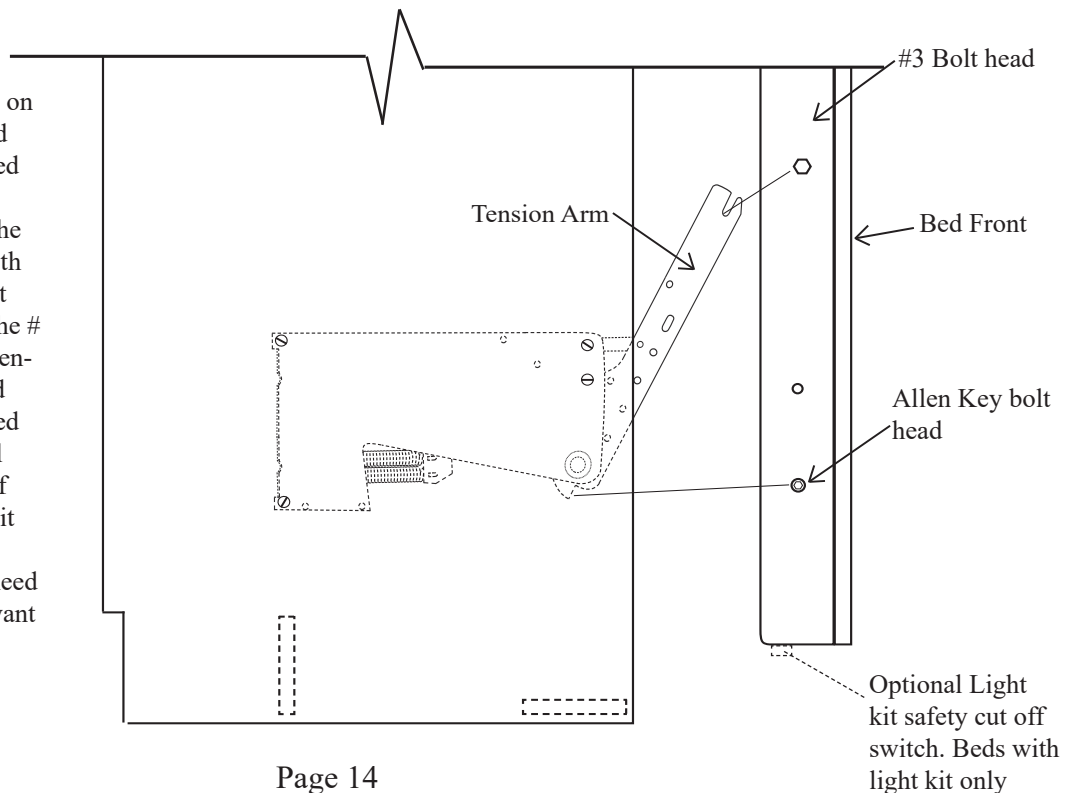 on
d
ed
he
th
t
he #
en-
d
ed
l
f
it
eed
vant
#3 Bolt head
Tension Arm
Bed Front
Allen Key bolt
head
Optional Light
kit safety cut off
switch. Beds with
light kit only
Page 14